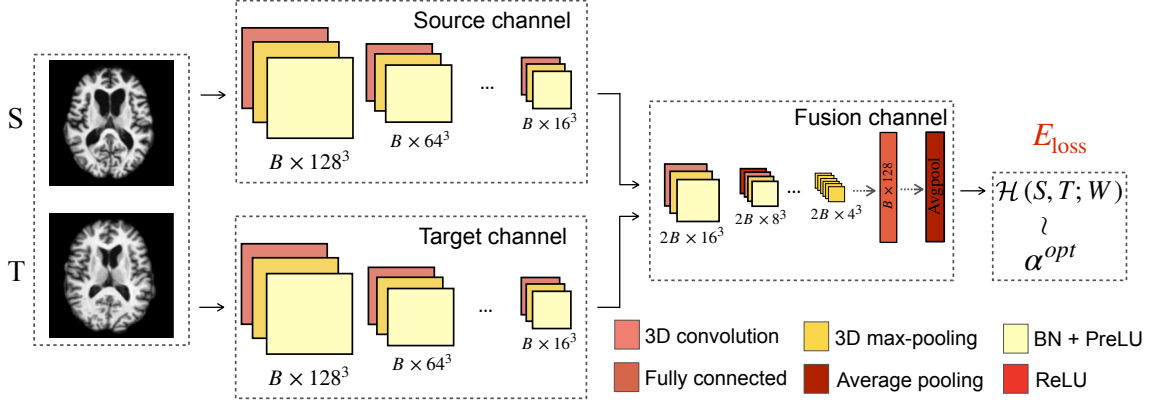 S
T
Source channel
B × 128³
B × 64³
...
B × 16³
Target channel
B × 128³
B × 64³
...
B × 16³
Fusion channel
2B × 16³
2B × 8³
...
2B × 4³
B × 128
Avgpool
E_loss
ℋ(S, T; W)
≀
α^opt
3D convolution
3D max-pooling
BN + PreLU
Fully connected
Average pooling
ReLU